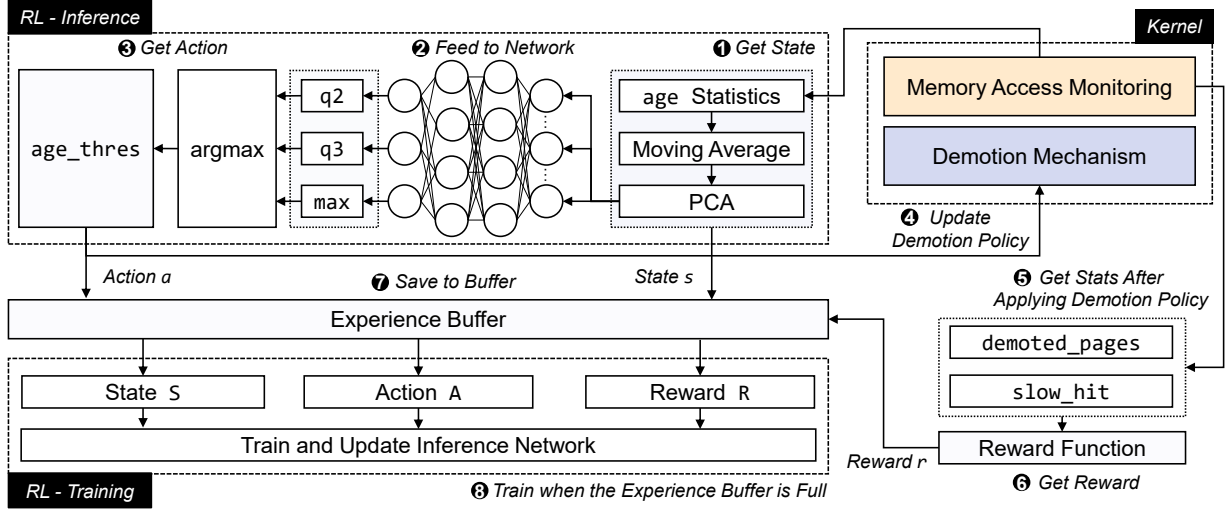 RL - Inference
Kernel
❸ Get Action
❷ Feed to Network
❶ Get State
age_thres
argmax
q2
q3
max
age Statistics
Moving Average
PCA
Memory Access Monitoring
Demotion Mechanism
❹ Update
Demotion Policy
Action a
❼ Save to Buffer
State s
❺ Get Stats After
Applying Demotion Policy
Experience Buffer
demoted_pages
slow_hit
State S
Action A
Reward R
Train and Update Inference Network
Reward r
Reward Function
❻ Get Reward
RL - Training
❽ Train when the Experience Buffer is Full